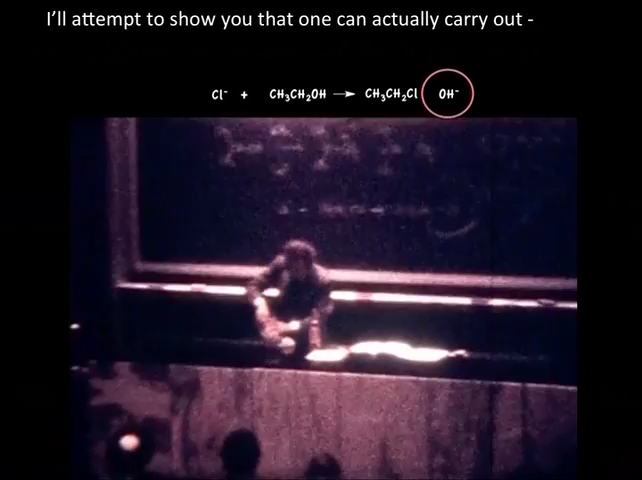 I'll attempt to show you that one can actually carry out -
Cl⁻ + CH₃CH₂OH → CH₃CH₂Cl OH⁻